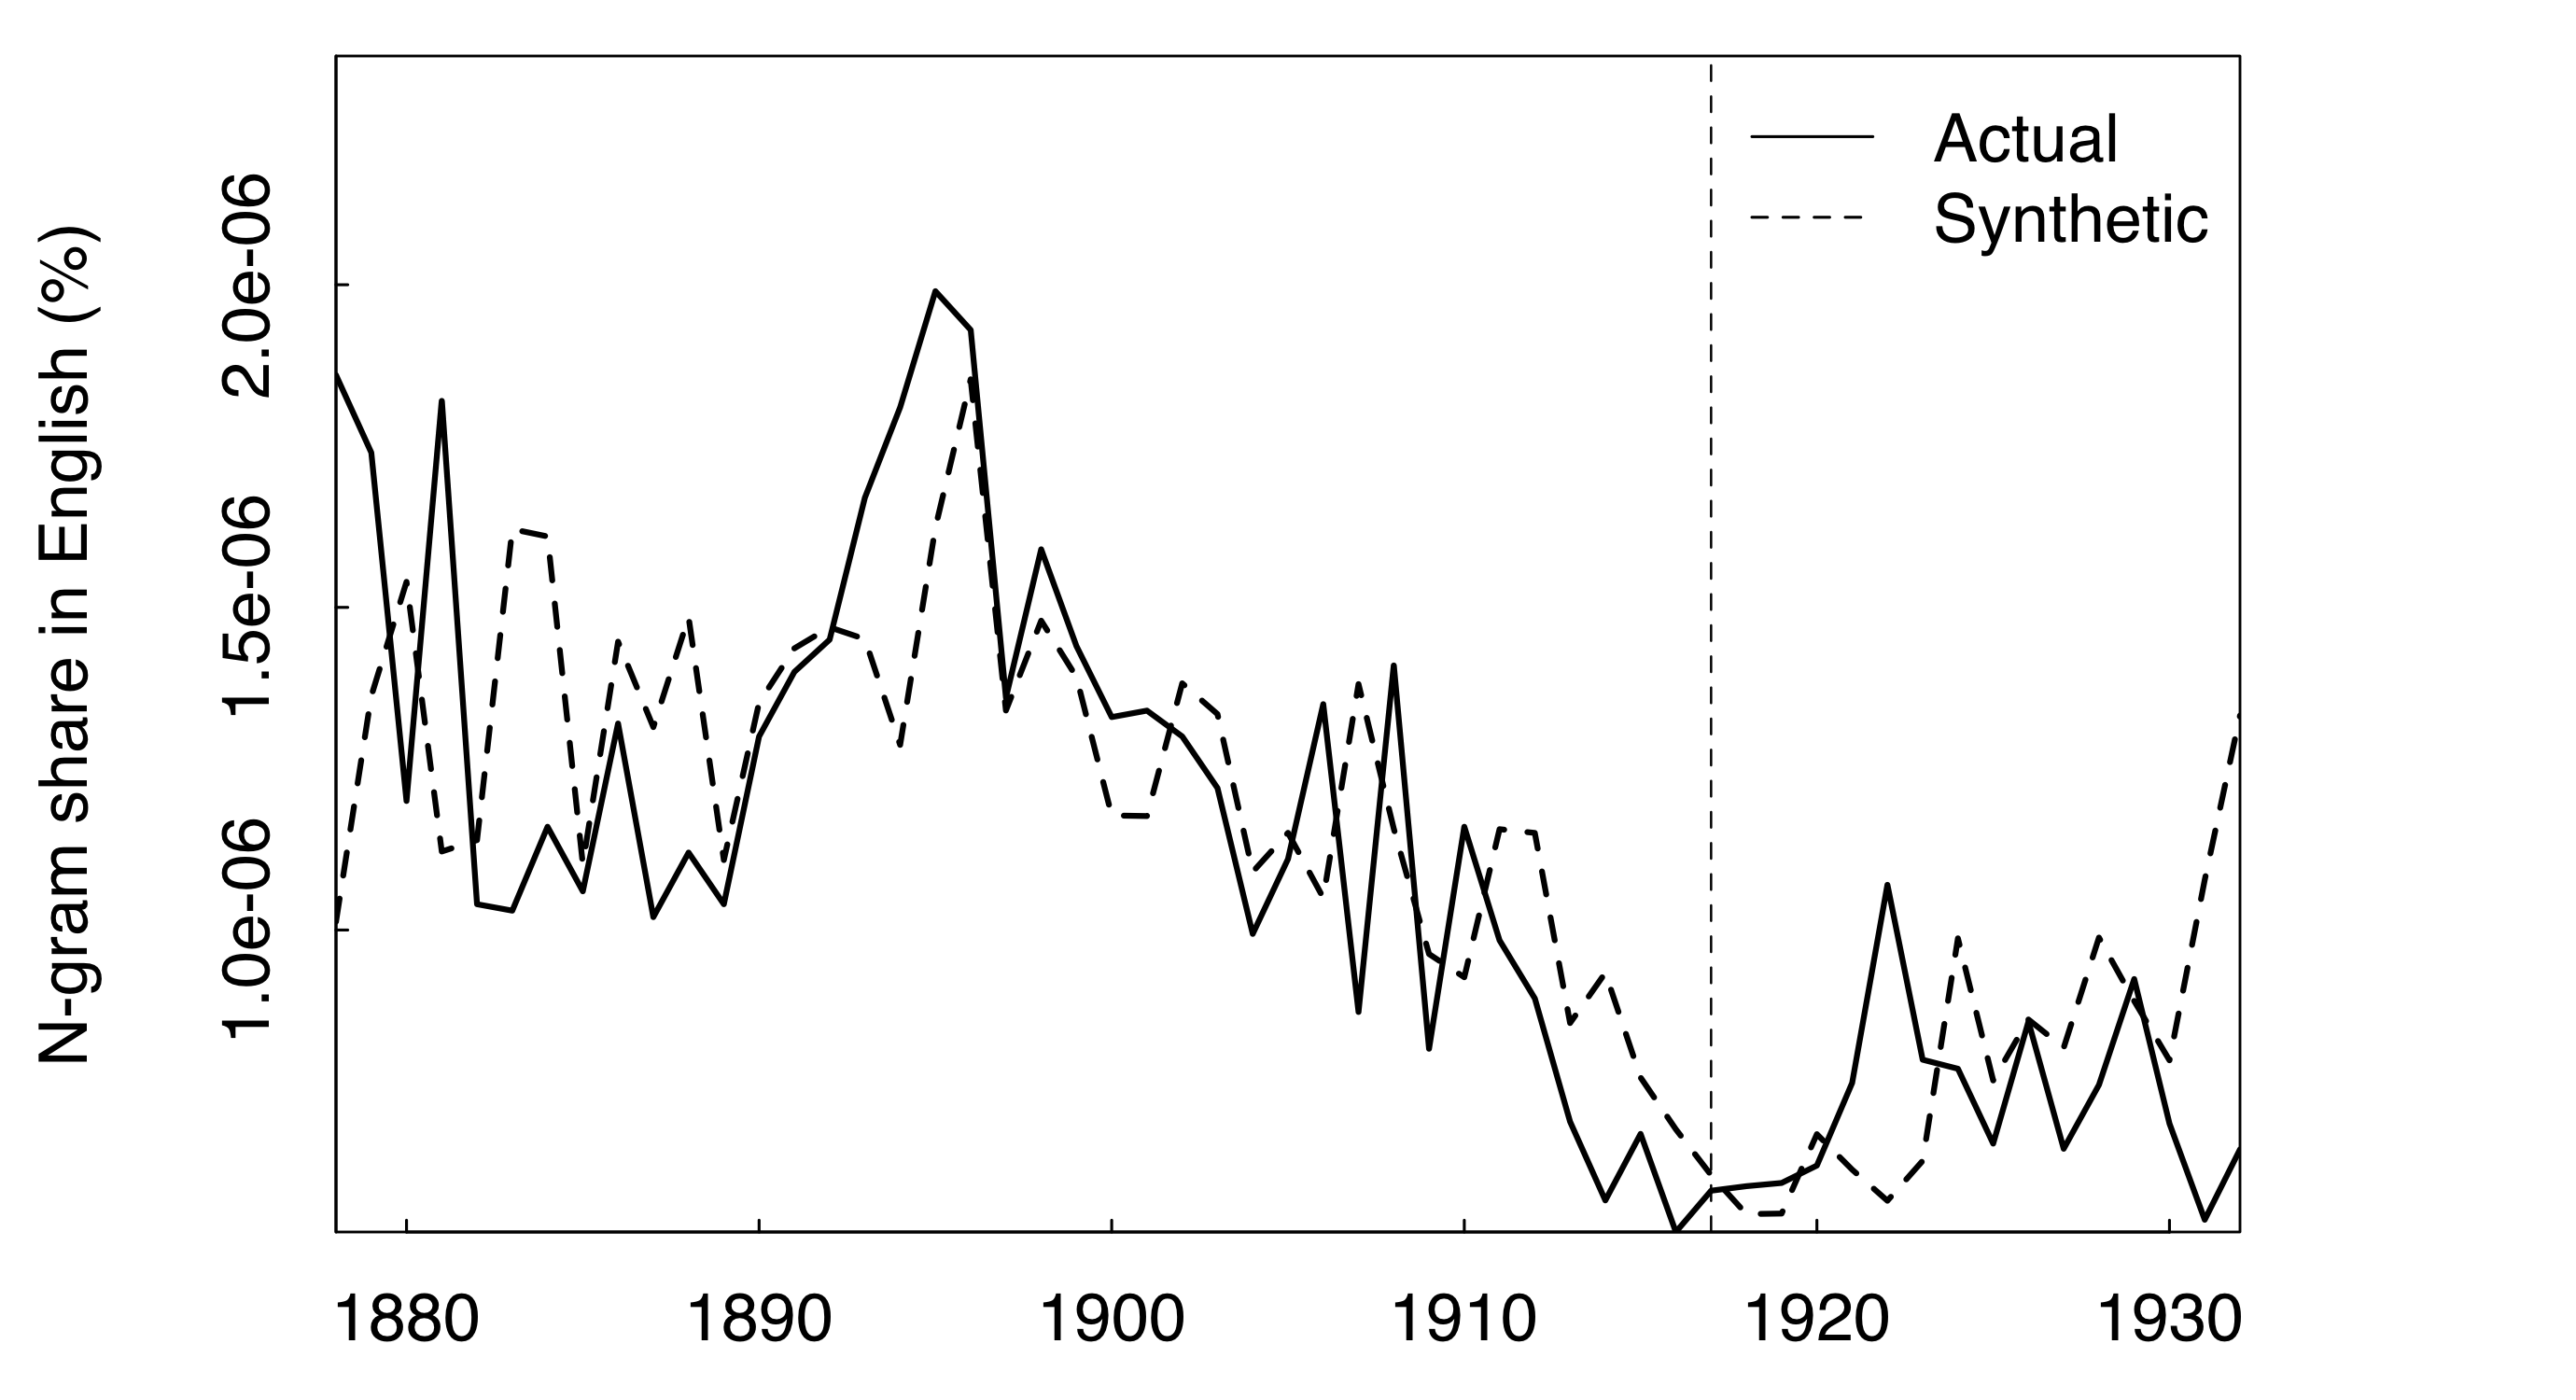 N-gram share in English (%)
2.0e-06
1.5e-06
1.0e-06
Actual
Synthetic
1880 1890 1900 1910 1920 1930